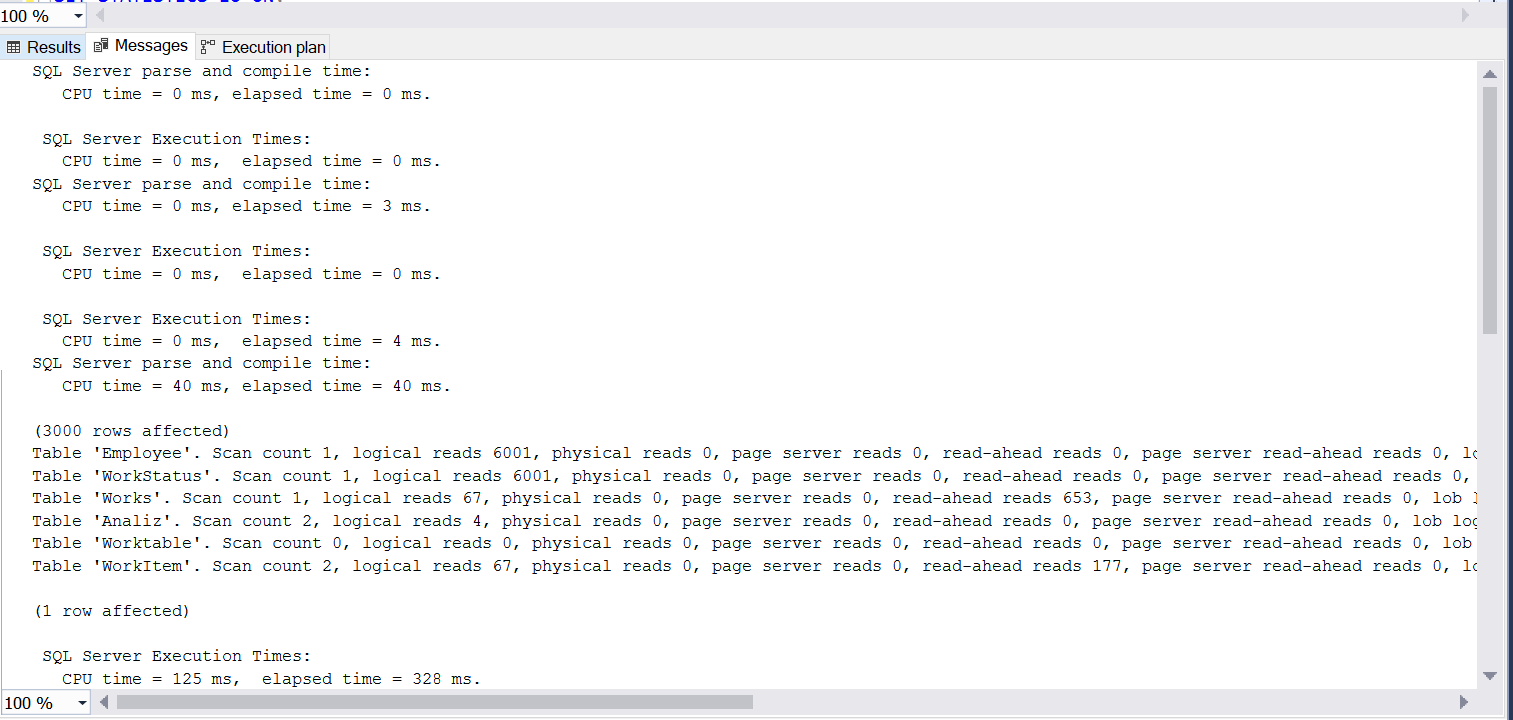 100 %
Results Messages Execution plan
SQL Server parse and compile time:
CPU time = 0 ms, elapsed time = 0 ms.
SQL Server Execution Times:
CPU time = 0 ms,  elapsed time = 0 ms.
SQL Server parse and compile time:
CPU time = 0 ms, elapsed time = 3 ms.
SQL Server Execution Times:
CPU time = 0 ms,  elapsed time = 0 ms.
SQL Server Execution Times:
CPU time = 0 ms,  elapsed time = 4 ms.
SQL Server parse and compile time:
CPU time = 40 ms, elapsed time = 40 ms.
(3000 rows affected)
Table 'Employee'. Scan count 1, logical reads 6001, physical reads 0, page server reads 0, read-ahead reads 0, page server read-ahead reads 0,
Table 'WorkStatus'. Scan count 1, logical reads 6001, physical reads 0, page server reads 0, read-ahead reads 0, page server read-ahead reads 0,
Table 'Works'. Scan count 1, logical reads 67, physical reads 0, page server reads 0, read-ahead reads 653, page server read-ahead reads 0, lob
Table 'Analiz'. Scan count 2, logical reads 4, physical reads 0, page server reads 0, read-ahead reads 0, page server read-ahead reads 0, lob
Table 'Worktable'. Scan count 0, logical reads 0, physical reads 0, page server reads 0, read-ahead reads 0, page server read-ahead reads 0, lob
Table 'WorkItem'. Scan count 2, logical reads 67, physical reads 0, page server reads 0, read-ahead reads 177, page server read-ahead reads 0,
(1 row affected)
SQL Server Execution Times:
CPU time = 125 ms,  elapsed time = 328 ms.
100 %